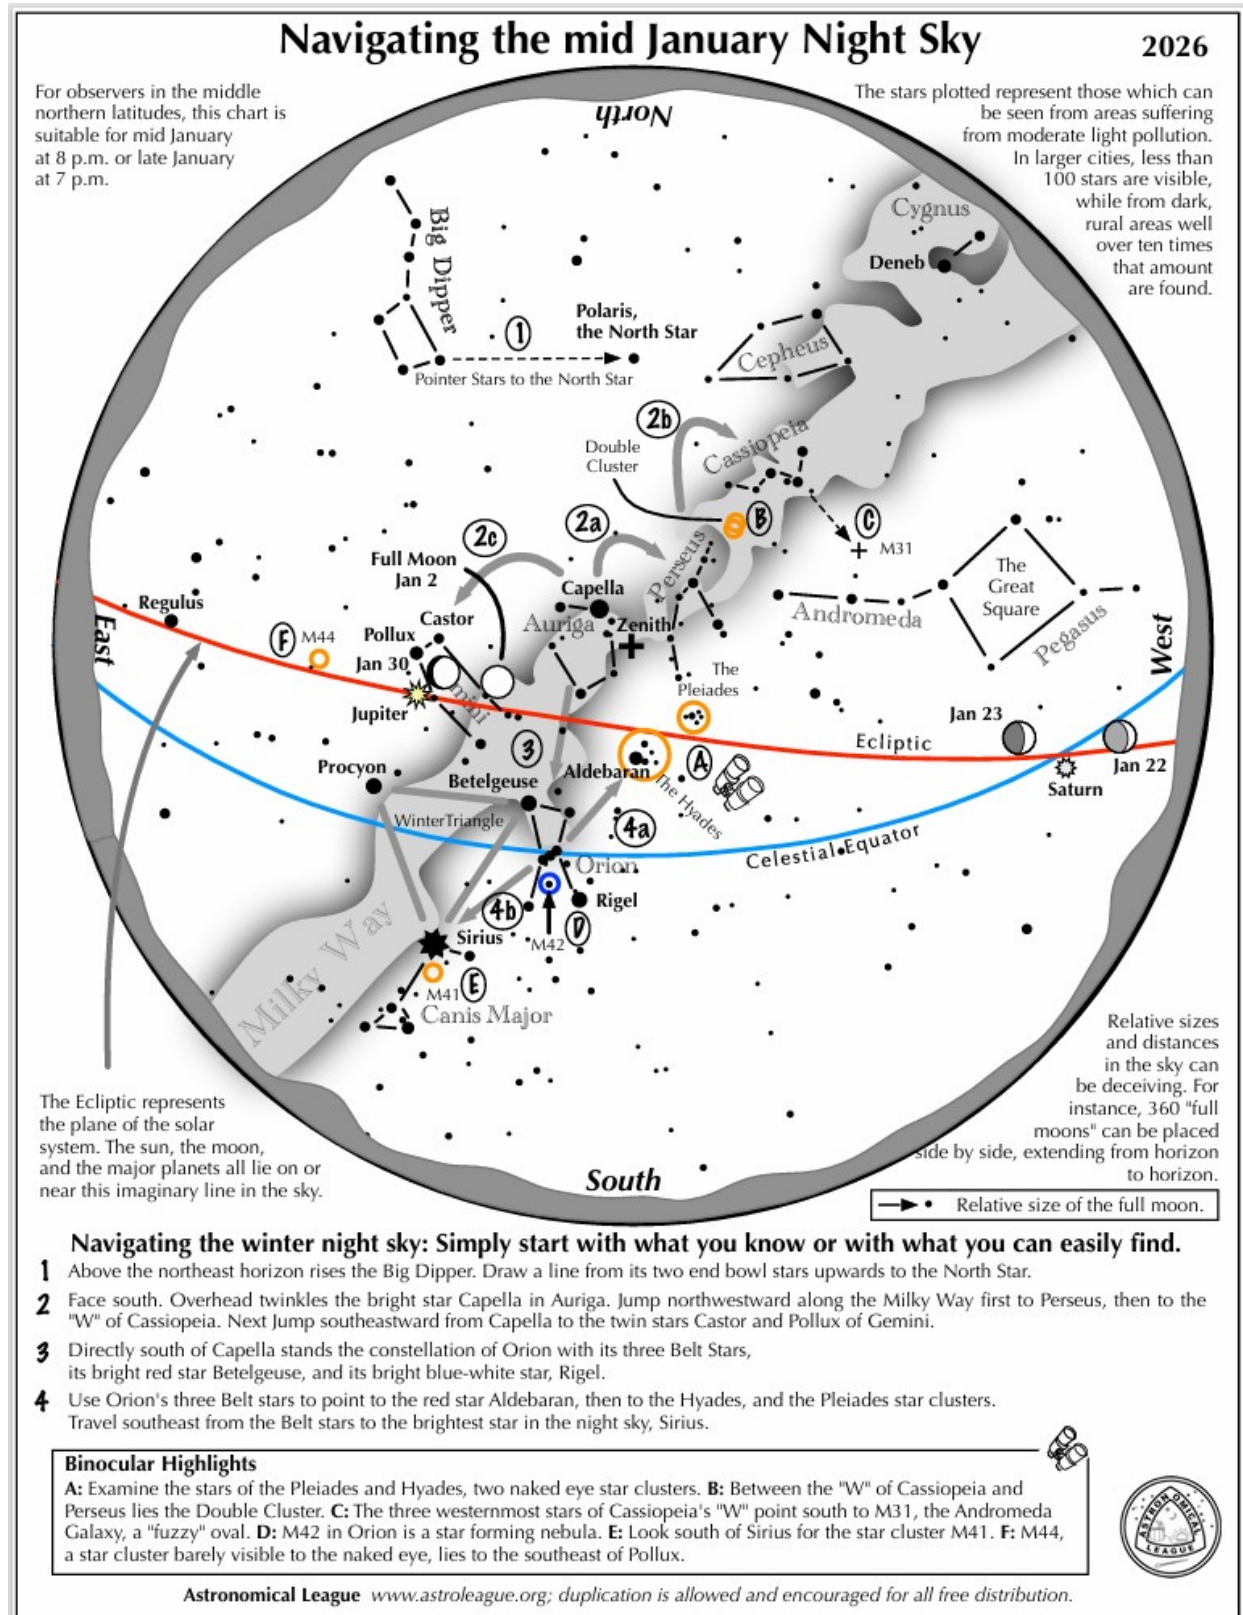 Navigating the mid January Night Sky
2026
For observers in the middle
northern latitudes, this chart is
suitable for mid January
at 8 p.m. or late January
at 7 p.m.
The stars plotted represent those which can
be seen from areas suffering
from moderate light pollution.
In larger cities, less than
100 stars are visible,
while from dark,
rural areas well
over ten times
that amount
are found.
North
Cygnus
Deneb
Big Dipper
Polaris,
the North Star
1
Pointer Stars to the North Star
Cepheus
2b
Double
Cluster
Cassiopeia
B
C
M31
2a
2c
Full Moon
Jan 2
Perseus
The
Great
Square
Capella
Regulus
Castor
Auriga
Zenith
Andromeda
Pegasus
East
West
F
M44
Pollux
Jan 30
The
Pleiades
Gemini
Jupiter
Jan 23
Ecliptic
Jan 22
Saturn
3
Procyon
Betelgeuse
Aldebaran
A
The Hyades
WinterTriangle
4a
Celestial Equator
Orion
Rigel
4b
D
M42
Sirius
Milky Way
M41
E
Canis Major
Relative sizes
and distances
in the sky can
be deceiving. For
instance, 360 "full
moons" can be placed
side by side, extending from horizon
to horizon.
The Ecliptic represents
the plane of the solar
system. The sun, the moon,
and the major planets all lie on or
near this imaginary line in the sky.
South
Relative size of the full moon.
Navigating the winter night sky: Simply start with what you know or with what you can easily find.
1 Above the northeast horizon rises the Big Dipper. Draw a line from its two end bowl stars upwards to the North Star.
2 Face south. Overhead twinkles the bright star Capella in Auriga. Jump northwestward along the Milky Way first to Perseus, then to the
"W" of Cassiopeia. Next Jump southeastward from Capella to the twin stars Castor and Pollux of Gemini.
3 Directly south of Capella stands the constellation of Orion with its three Belt Stars,
its bright red star Betelgeuse, and its bright blue-white star, Rigel.
4 Use Orion's three Belt stars to point to the red star Aldebaran, then to the Hyades, and the Pleiades star clusters.
Travel southeast from the Belt stars to the brightest star in the night sky, Sirius.
Binocular Highlights
A: Examine the stars of the Pleiades and Hyades, two naked eye star clusters. B: Between the "W" of Cassiopeia and
Perseus lies the Double Cluster. C: The three westernmost stars of Cassiopeia's "W" point south to M31, the Andromeda
Galaxy, a "fuzzy" oval. D: M42 in Orion is a star forming nebula. E: Look south of Sirius for the star cluster M41. F: M44,
a star cluster barely visible to the naked eye, lies to the southeast of Pollux.
ASTRONOMICAL
LEAGUE
Astronomical League www.astroleague.org; duplication is allowed and encouraged for all free distribution.